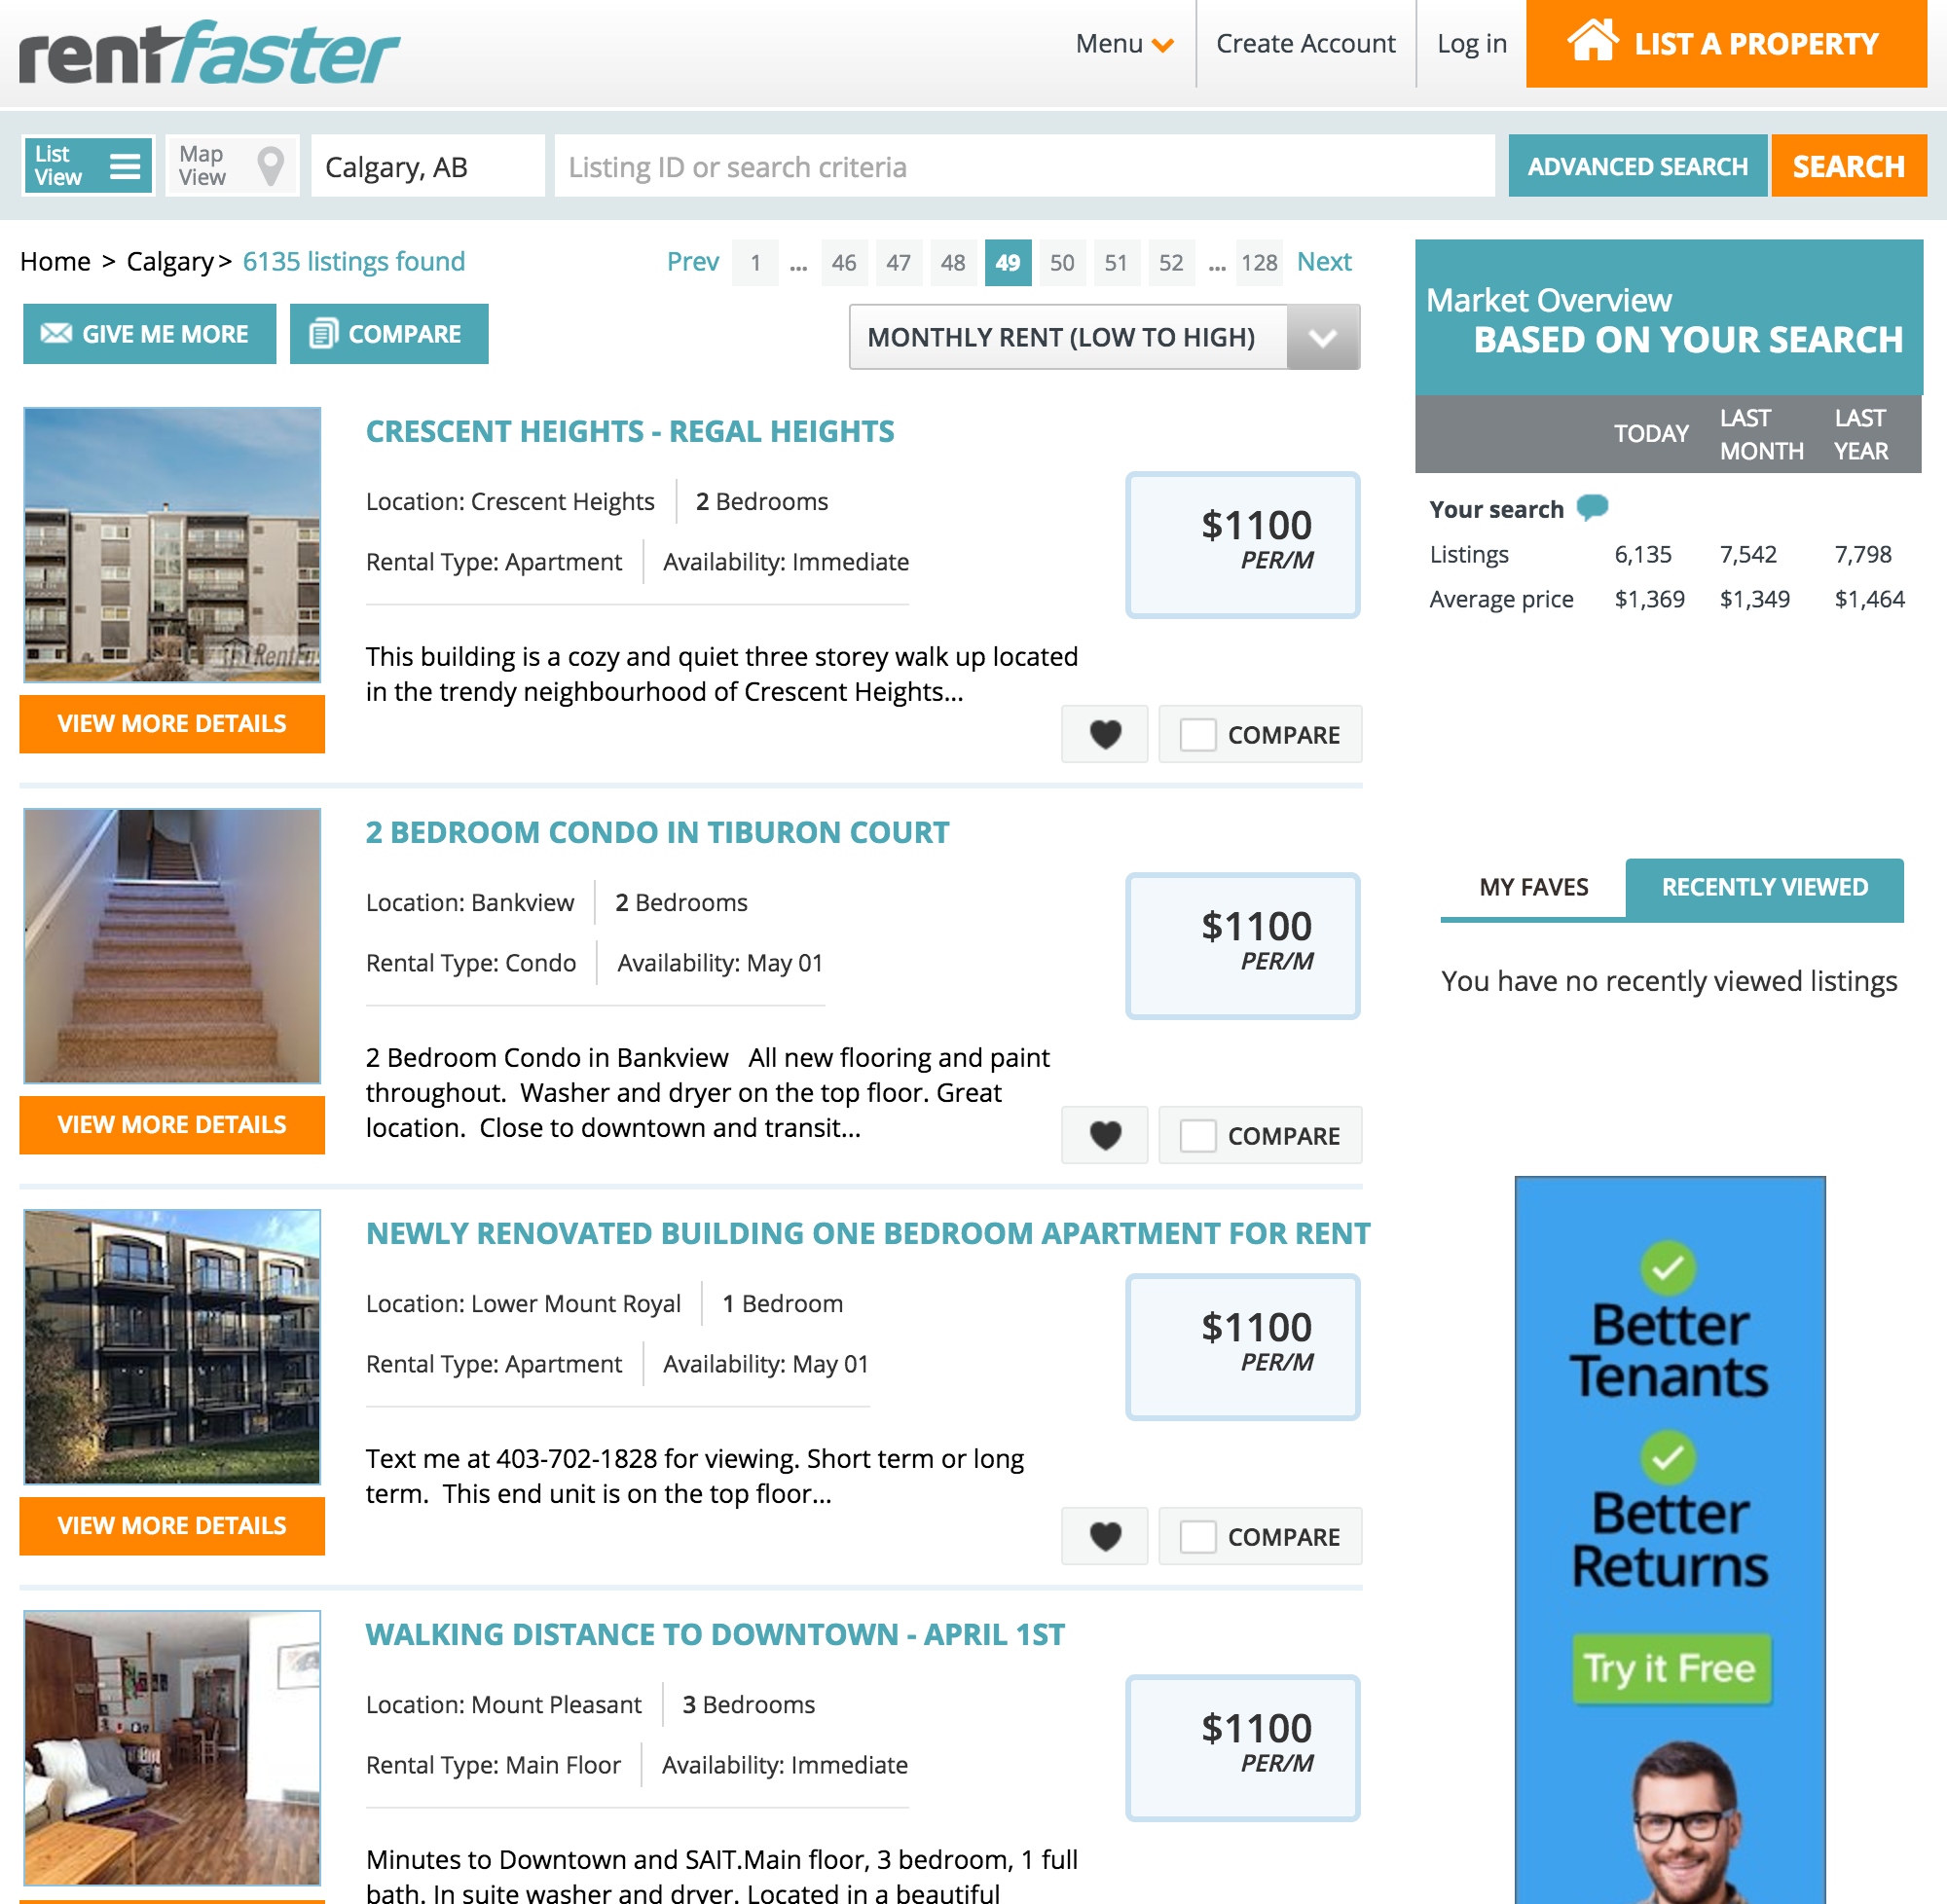 rentfaster
Menu
Create Account
Log in
LIST A PROPERTY
List View
Map View
Calgary, AB
Listing ID or search criteria
ADVANCED SEARCH
SEARCH
Home > Calgary > 6135 listings found
Prev 1 ... 46 47 48 49 50 51 52 ... 128 Next
GIVE ME MORE
COMPARE
MONTHLY RENT (LOW TO HIGH)
CRESCENT HEIGHTS - REGAL HEIGHTS
Location: Crescent Heights 2 Bedrooms
Rental Type: Apartment Availability: Immediate
$1100
PER/M
This building is a cozy and quiet three storey walk up located
in the trendy neighbourhood of Crescent Heights...
VIEW MORE DETAILS
COMPARE
2 BEDROOM CONDO IN TIBURON COURT
Location: Bankview 2 Bedrooms
Rental Type: Condo Availability: May 01
$1100
PER/M
2 Bedroom Condo in Bankview All new flooring and paint
throughout. Washer and dryer on the top floor. Great
location. Close to downtown and transit...
VIEW MORE DETAILS
COMPARE
NEWLY RENOVATED BUILDING ONE BEDROOM APARTMENT FOR RENT
Location: Lower Mount Royal 1 Bedroom
Rental Type: Apartment Availability: May 01
$1100
PER/M
Text me at 403-702-1828 for viewing. Short term or long
term. This end unit is on the top floor...
VIEW MORE DETAILS
COMPARE
WALKING DISTANCE TO DOWNTOWN - APRIL 1ST
Location: Mount Pleasant 3 Bedrooms
Rental Type: Main Floor Availability: Immediate
$1100
PER/M
Minutes to Downtown and SAIT.Main floor, 3 bedroom, 1 full
bath. In suite washer and dryer. Located in a beautiful
Market Overview
BASED ON YOUR SEARCH
TODAY LAST MONTH LAST YEAR
Your search
Listings 6,135 7,542 7,798
Average price $1,369 $1,349 $1,464
MY FAVES
RECENTLY VIEWED
You have no recently viewed listings
Better
Tenants
Better
Returns
Try it Free